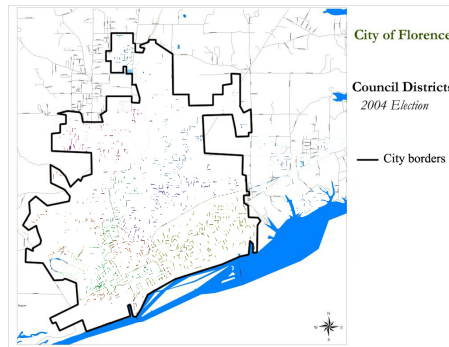 City of Florence
Council Districts
2004 Election
City borders
N